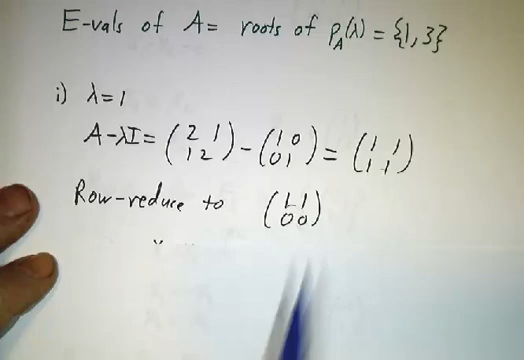 E-vals of A = roots of p_A(λ) = {1, 3}
i) λ=1
A-λI = (2 1 1 2) - (1 0 0 1) = (1 1 1 1)
Row-reduce to (1 1 0 0)